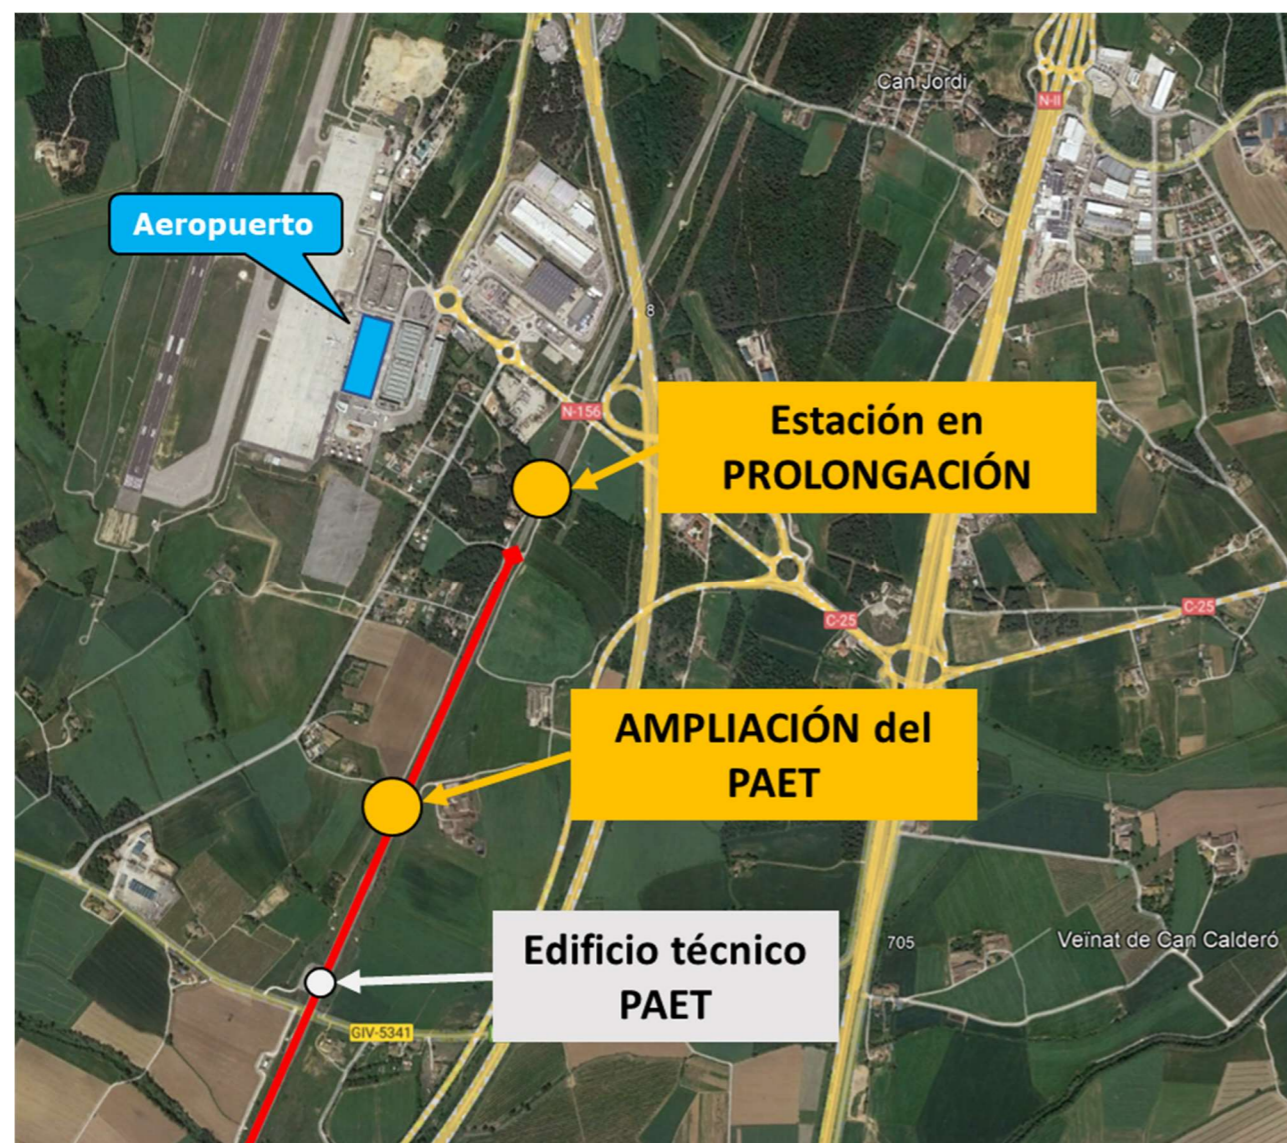 Can Jordi
N-II
Aeropuerto
8
N-156
Estación en
PROLONGACIÓN
C-25
C-25
AMPLIACIÓN del
PAET
Edificio técnico
PAET
705
Veïnat de Can Calderó
GIV-5341